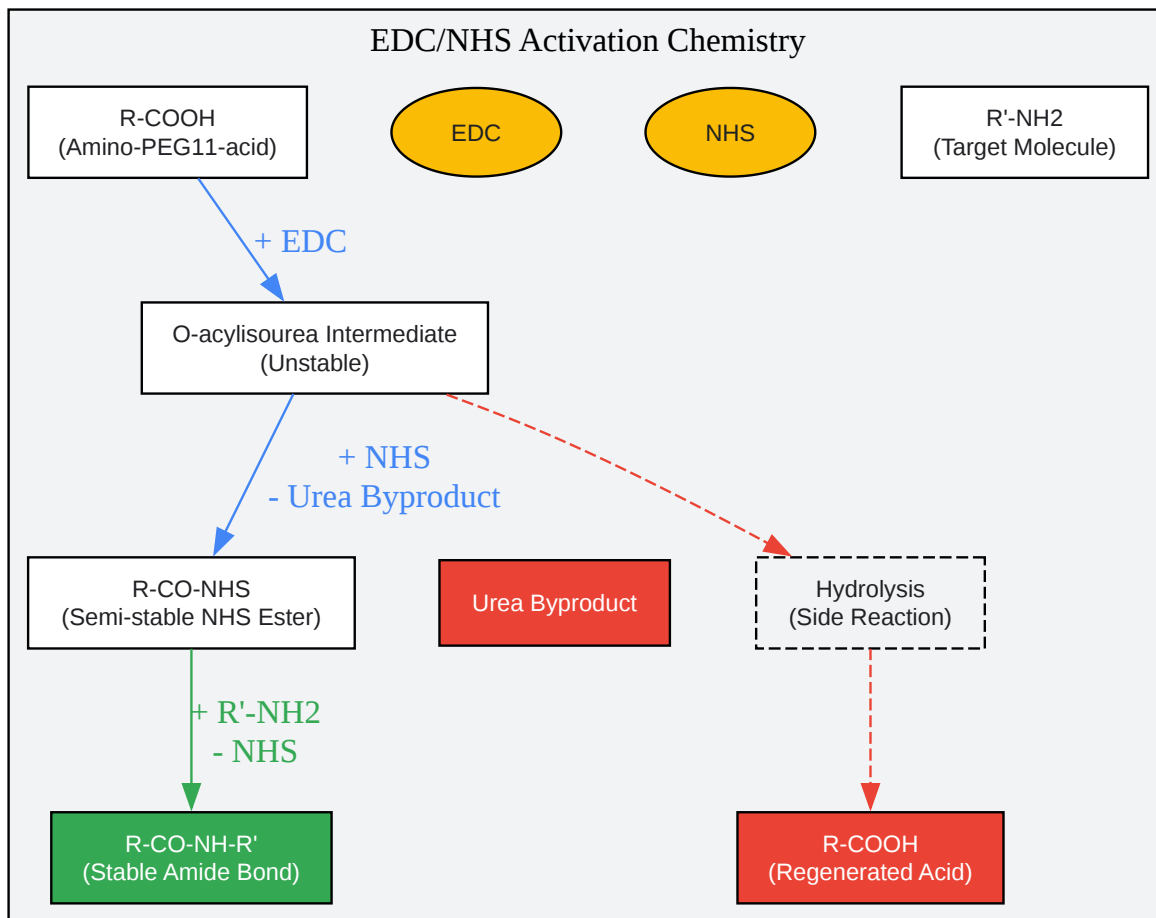 EDC/NHS Activation Chemistry
R-COOH
(Amino-PEG11-acid)
EDC
NHS
R'-NH2
(Target Molecule)
+ EDC
O-acylisourea Intermediate
(Unstable)
+ NHS
- Urea Byproduct
R-CO-NHS
(Semi-stable NHS Ester)
Urea Byproduct
Hydrolysis
(Side Reaction)
+ R'-NH2
- NHS
R-CO-NH-R'
(Stable Amide Bond)
R-COOH
(Regenerated Acid)